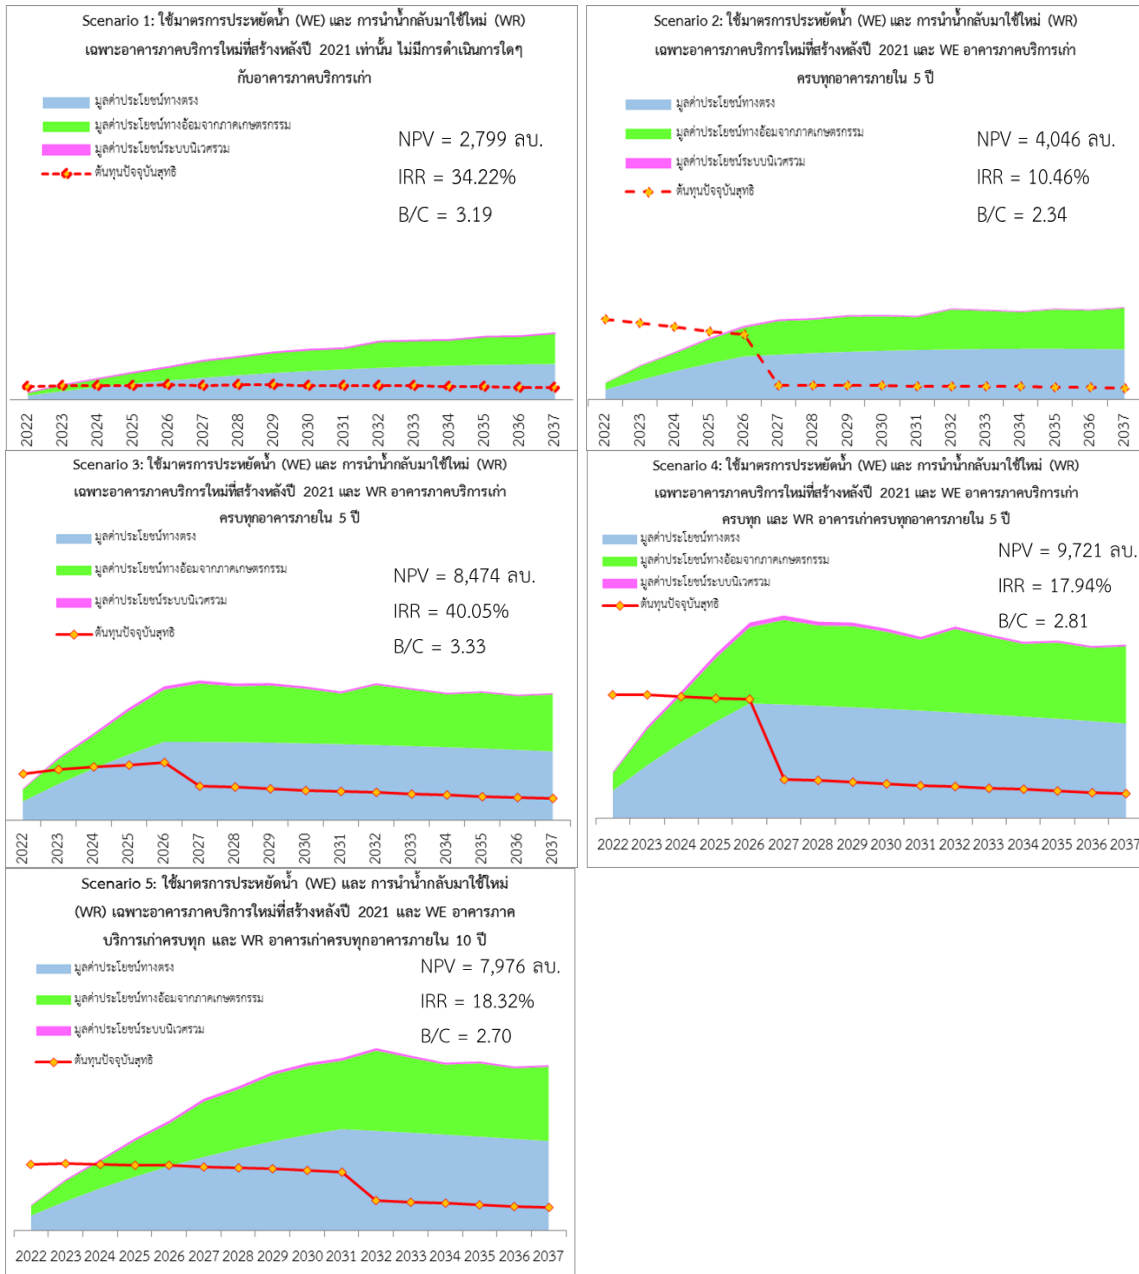 Scenario 1: ใช้มาตรการประหยัดน้ำ (WE) และ การนำน้ำกลับมาใช้ใหม่ (WR)
เฉพาะอาคารภาคบริการใหม่ที่สร้างหลังปี 2021 เท่านั้น ไม่มีการดำเนินการใดๆ
กับอาคารภาคบริการเก่า
มูลค่าประโยชน์ทางตรง
มูลค่าประโยชน์ทางอ้อมจากภาคเกษตรกรรม
มูลค่าประโยชน์ระบบนิเวศรวม
ต้นทุนปัจจุบันสุทธิ
NPV = 2,799 ลบ.
IRR = 34.22%
B/C = 3.19
2022 2023 2024 2025 2026 2027 2028 2029 2030 2031 2032 2033 2034 2035 2036 2037
Scenario 2: ใช้มาตรการประหยัดน้ำ (WE) และ การนำน้ำกลับมาใช้ใหม่ (WR)
เฉพาะอาคารภาคบริการใหม่ที่สร้างหลังปี 2021 และ WE อาคารภาคบริการเก่า
ครบทุกอาคารภายใน 5 ปี
มูลค่าประโยชน์ทางตรง
มูลค่าประโยชน์ทางอ้อมจากภาคเกษตรกรรม
มูลค่าประโยชน์ระบบนิเวศรวม
ต้นทุนปัจจุบันสุทธิ
NPV = 4,046 ลบ.
IRR = 10.46%
B/C = 2.34
2022 2023 2024 2025 2026 2027 2028 2029 2030 2031 2032 2033 2034 2035 2036 2037
Scenario 3: ใช้มาตรการประหยัดน้ำ (WE) และ การนำน้ำกลับมาใช้ใหม่ (WR)
เฉพาะอาคารภาคบริการใหม่ที่สร้างหลังปี 2021 และ WR อาคารภาคบริการเก่า
ครบทุกอาคารภายใน 5 ปี
มูลค่าประโยชน์ทางตรง
มูลค่าประโยชน์ทางอ้อมจากภาคเกษตรกรรม
มูลค่าประโยชน์ระบบนิเวศรวม
ต้นทุนปัจจุบันสุทธิ
NPV = 8,474 ลบ.
IRR = 40.05%
B/C = 3.33
2022 2023 2024 2025 2026 2027 2028 2029 2030 2031 2032 2033 2034 2035 2036 2037
Scenario 4: ใช้มาตรการประหยัดน้ำ (WE) และ การนำน้ำกลับมาใช้ใหม่ (WR)
เฉพาะอาคารภาคบริการใหม่ที่สร้างหลังปี 2021 และ WE อาคารภาคบริการเก่า
ครบทุก และ WR อาคารเก่าครบทุกอาคารภายใน 5 ปี
มูลค่าประโยชน์ทางตรง
มูลค่าประโยชน์ทางอ้อมจากภาคเกษตรกรรม
มูลค่าประโยชน์ระบบนิเวศรวม
ต้นทุนปัจจุบันสุทธิ
NPV = 9,721 ลบ.
IRR = 17.94%
B/C = 2.81
2022 2023 2024 2025 2026 2027 2028 2029 2030 2031 2032 2033 2034 2035 2036 2037
Scenario 5: ใช้มาตรการประหยัดน้ำ (WE) และ การนำน้ำกลับมาใช้ใหม่
(WR) เฉพาะอาคารภาคบริการใหม่ที่สร้างหลังปี 2021 และ WE อาคารภาค
บริการเก่าครบทุก และ WR อาคารเก่าครบทุกอาคารภายใน 10 ปี
มูลค่าประโยชน์ทางตรง
มูลค่าประโยชน์ทางอ้อมจากภาคเกษตรกรรม
มูลค่าประโยชน์ระบบนิเวศรวม
ต้นทุนปัจจุบันสุทธิ
NPV = 7,976 ลบ.
IRR = 18.32%
B/C = 2.70
2022 2023 2024 2025 2026 2027 2028 2029 2030 2031 2032 2033 2034 2035 2036 2037